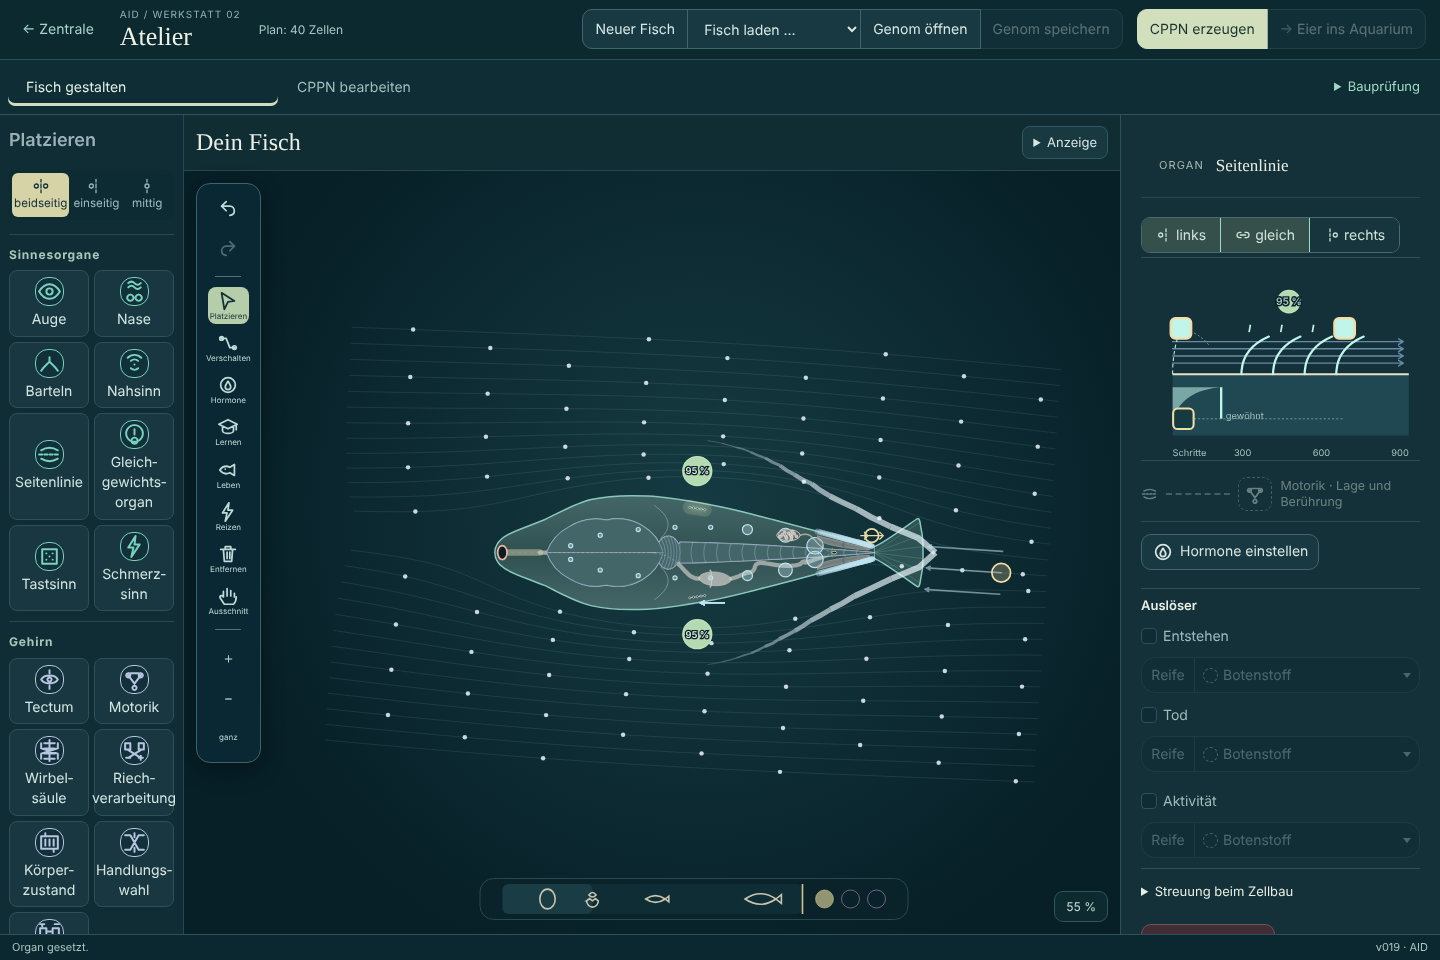 ← Zentrale
AID / WERKSTATT 02
Atelier
Plan: 40 Zellen
Neuer Fisch
Fisch laden ...
Genom öffnen
Genom speichern
CPPN erzeugen
→ Eier ins Aquarium
Fisch gestalten
CPPN bearbeiten
Bauprüfung
Platzieren
beidseitig
einseitig
mittig
Sinnesorgane
Auge
Nase
Barteln
Nahsinn
Seitenlinie
Gleich-
gewichts-
organ
Tastsinn
Schmerz-
sinn
Gehirn
Tectum
Motorik
Wirbel-
säule
Riech-
verarbeitung
Körper-
zustand
Handlungs-
wahl
Dein Fisch
Anzeige
Platzieren
Verschalten
Hormone
Lernen
Leben
Reizen
Entfernen
Ausschnitt
+
−
ganz
95 %
95 %
55 %
ORGAN Seitenlinie
links
gleich
rechts
95 %
gewöhnt
Schritte 300 600 900
Motorik · Lage und
Berührung
Hormone einstellen
Auslöser
Entstehen
Reife Botenstoff
Tod
Reife Botenstoff
Aktivität
Reife Botenstoff
Streuung beim Zellbau
Organ gesetzt.
v019 · AID